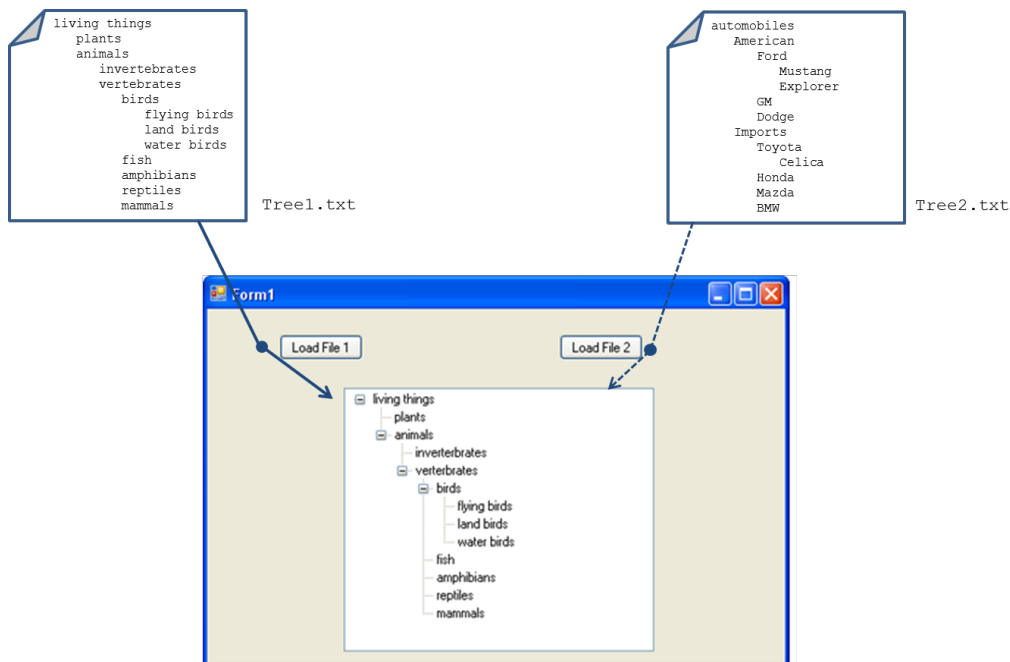 living things
plants
animals
invertebrates
vertebrates
birds
flying birds
land birds
water birds
fish
amphibians
reptiles
mammals
Tree1.txt
automobiles
American
Ford
Mustang
Explorer
GM
Dodge
Imports
Toyota
Celica
Honda
Mazda
BMW
Tree2.txt
Form1
Load File 1
Load File 2
living things
plants
animals
inverterbrates
verterbrates
birds
flying birds
land birds
water birds
fish
amphibians
reptiles
mammals